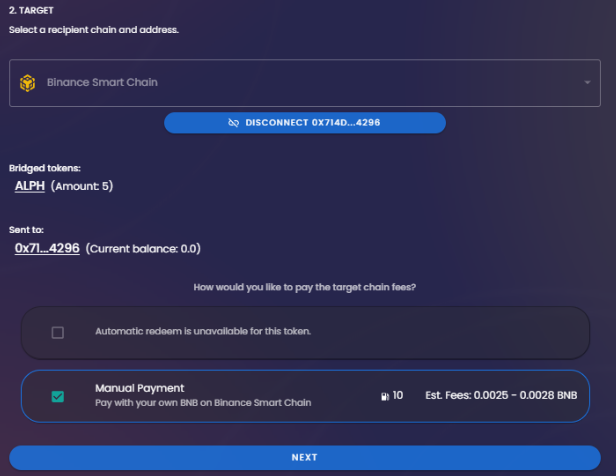 2. TARGET
Select a recipient chain and address.
Binance Smart Chain
DISCONNECT 0X714D...4296
Bridged tokens:
ALPH (Amount: 5)
Sent to:
0x71...4296 (Current balance: 0.0)
How would you like to pay the target chain fees?
Automatic redeem is unavailable for this token.
Manual Payment
Pay with your own BNB on Binance Smart Chain
10 Est. Fees: 0.0025 - 0.0028 BNB
NEXT